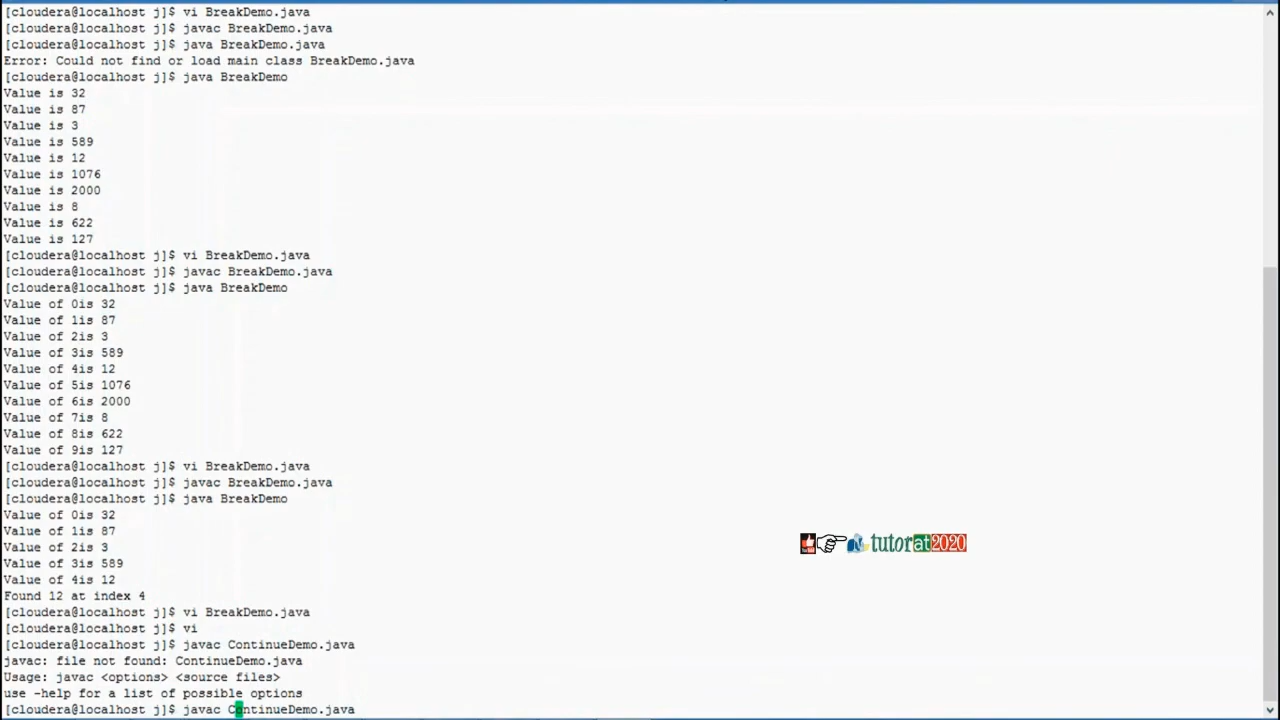 [cloudera@localhost j]$ vi BreakDemo.java
[cloudera@localhost j]$ javac BreakDemo.java
[cloudera@localhost j]$ java BreakDemo.java
Error: Could not find or load main class BreakDemo.java
[cloudera@localhost j]$ java BreakDemo
Value is 32
Value is 87
Value is 3
Value is 589
Value is 12
Value is 1076
Value is 2000
Value is 8
Value is 622
Value is 127
[cloudera@localhost j]$ vi BreakDemo.java
[cloudera@localhost j]$ javac BreakDemo.java
[cloudera@localhost j]$ java BreakDemo
Value of 0is 32
Value of 1is 87
Value of 2is 3
Value of 3is 589
Value of 4is 12
Value of 5is 1076
Value of 6is 2000
Value of 7is 8
Value of 8is 622
Value of 9is 127
[cloudera@localhost j]$ vi BreakDemo.java
[cloudera@localhost j]$ javac BreakDemo.java
[cloudera@localhost j]$ java BreakDemo
Value of 0is 32
Value of 1is 87
Value of 2is 3
Value of 3is 589
Value of 4is 12
Found 12 at index 4
[cloudera@localhost j]$ vi BreakDemo.java
[cloudera@localhost j]$ vi
[cloudera@localhost j]$ javac ContinueDemo.java
javac: file not found: ContinueDemo.java
Usage: javac <options> <source files>
use -help for a list of possible options
[cloudera@localhost j]$ javac ContinueDemo.java
tutorat2020